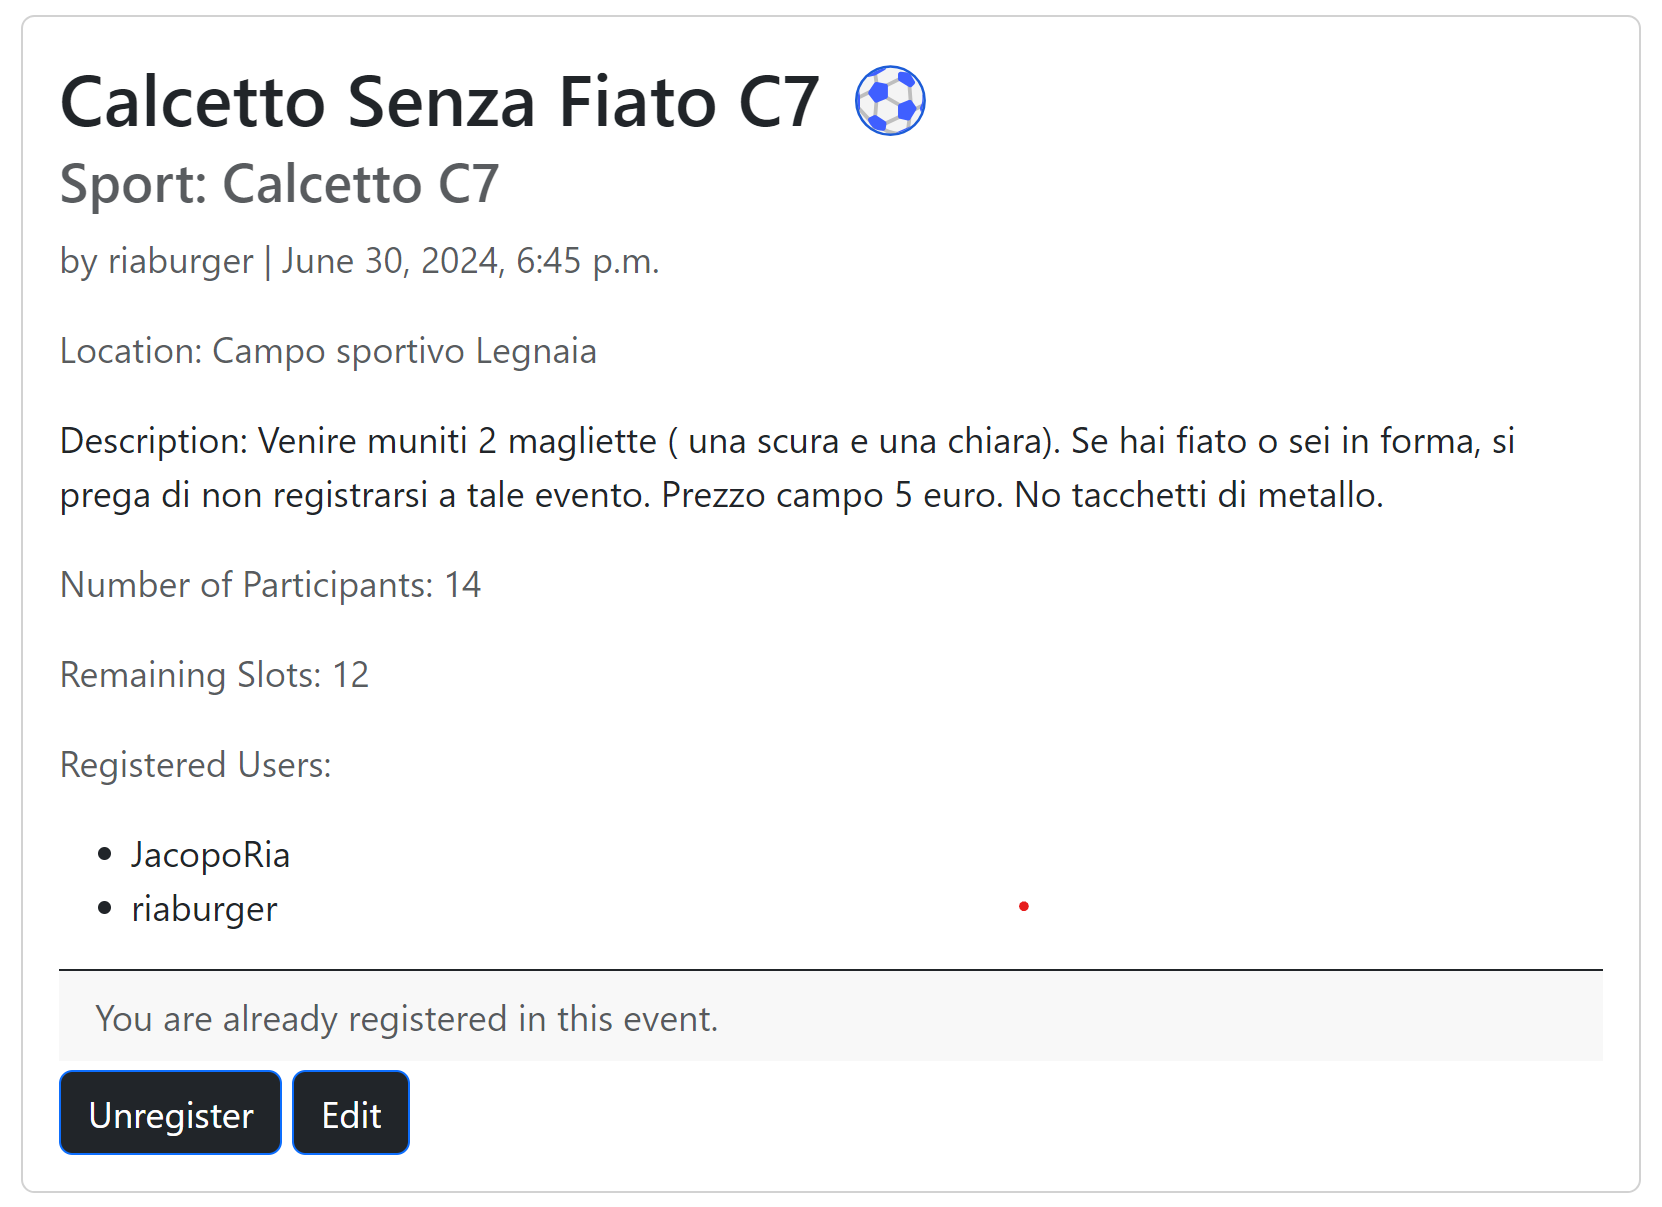 Calcetto Senza Fiato C7
Sport: Calcetto C7
by riaburger | June 30, 2024, 6:45 p.m.
Location: Campo sportivo Legnaia
Description: Venire muniti 2 magliette ( una scura e una chiara). Se hai fiato o sei in forma, si
prega di non registrarsi a tale evento. Prezzo campo 5 euro. No tacchetti di metallo.
Number of Participants: 14
Remaining Slots: 12
Registered Users:
• JacopoRia
• riaburger
You are already registered in this event.
Unregister Edit